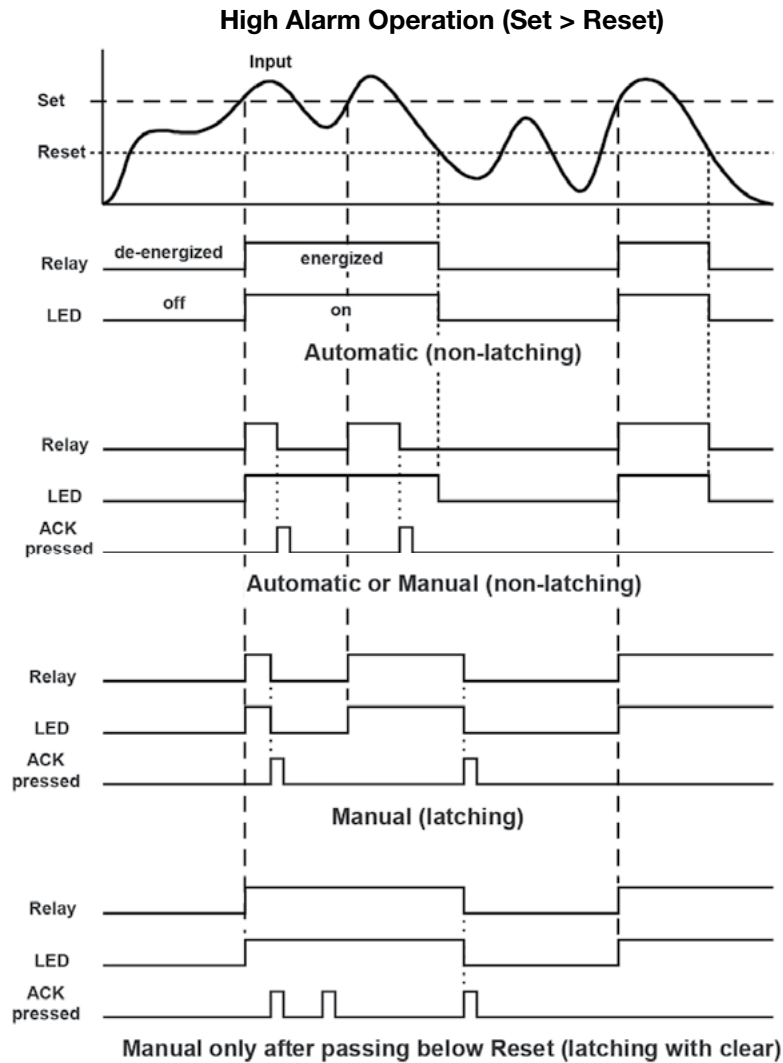 High Alarm Operation (Set > Reset)
Input
Set
Reset
de-energized
energized
Relay
off
on
LED
Automatic (non-latching)
Relay
LED
ACK
pressed
Automatic or Manual (non-latching)
Relay
LED
ACK
pressed
Manual (latching)
Relay
LED
ACK
pressed
Manual only after passing below Reset (latching with clear)